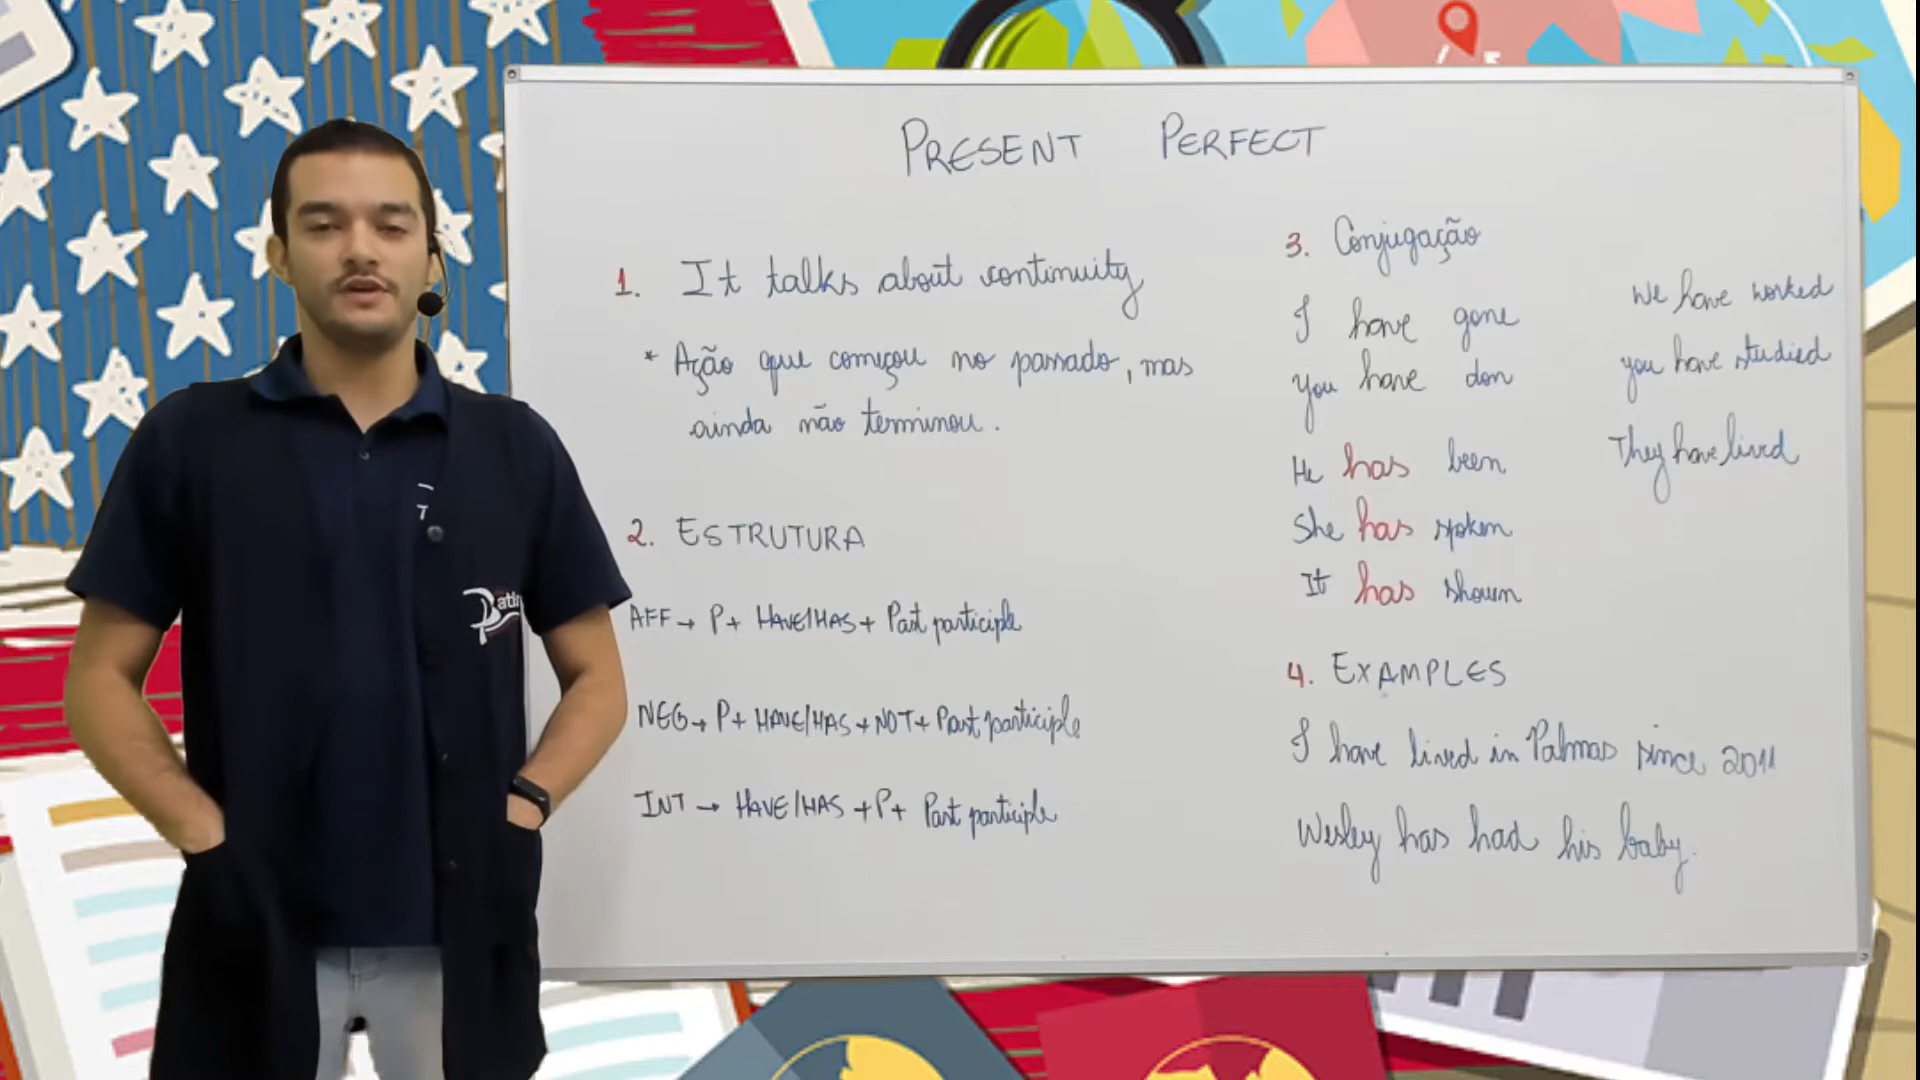 PRESENT PERFECT
1. It talks about continuity
* Ação que começou no passado, mas
ainda não terminou.
2. ESTRUTURA
AFF → P + HAVE/HAS + Past participle
NEG → P + HAVE/HAS + NOT + Past participle
INT → HAVE/HAS + P + Past participle
3. Conjugação
I have gone
You have don
He has been
She has spoken
It has shown
We have worked
you have studied
They have lived
4. EXAMPLES
I have lived in Palmas since 2011
Wesley has had his baby.